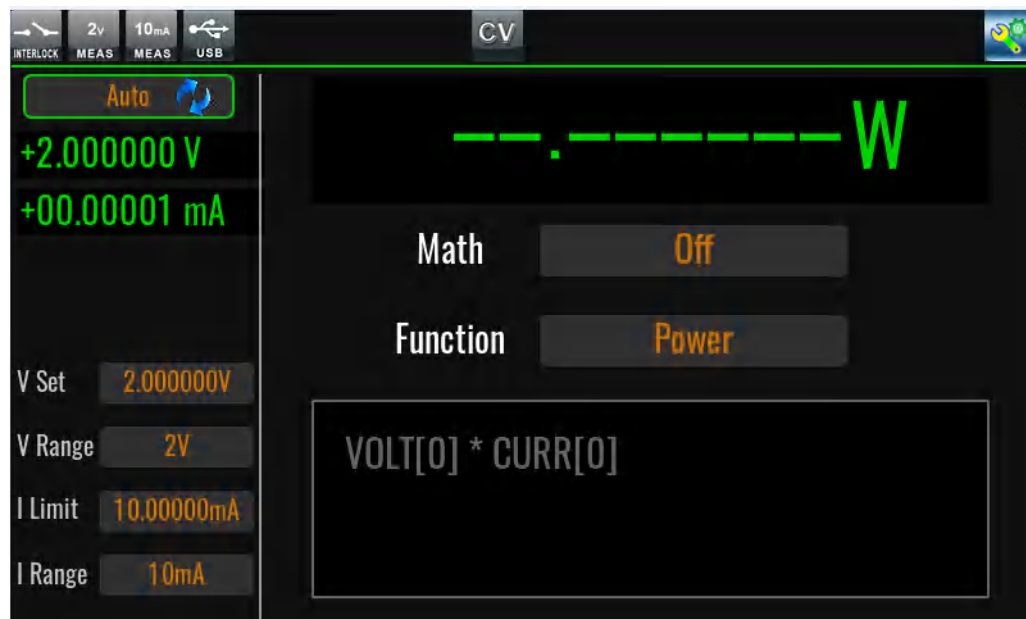 2v 10mA CV
INTERLOCK MEAS MEAS USB
Auto
+2.000000 V
+00.00001 mA
--.------W
Math Off
Function Power
V Set 2.000000V
V Range 2V
I Limit 10.00000mA
I Range 10mA
VOLT[0] * CURR[0]